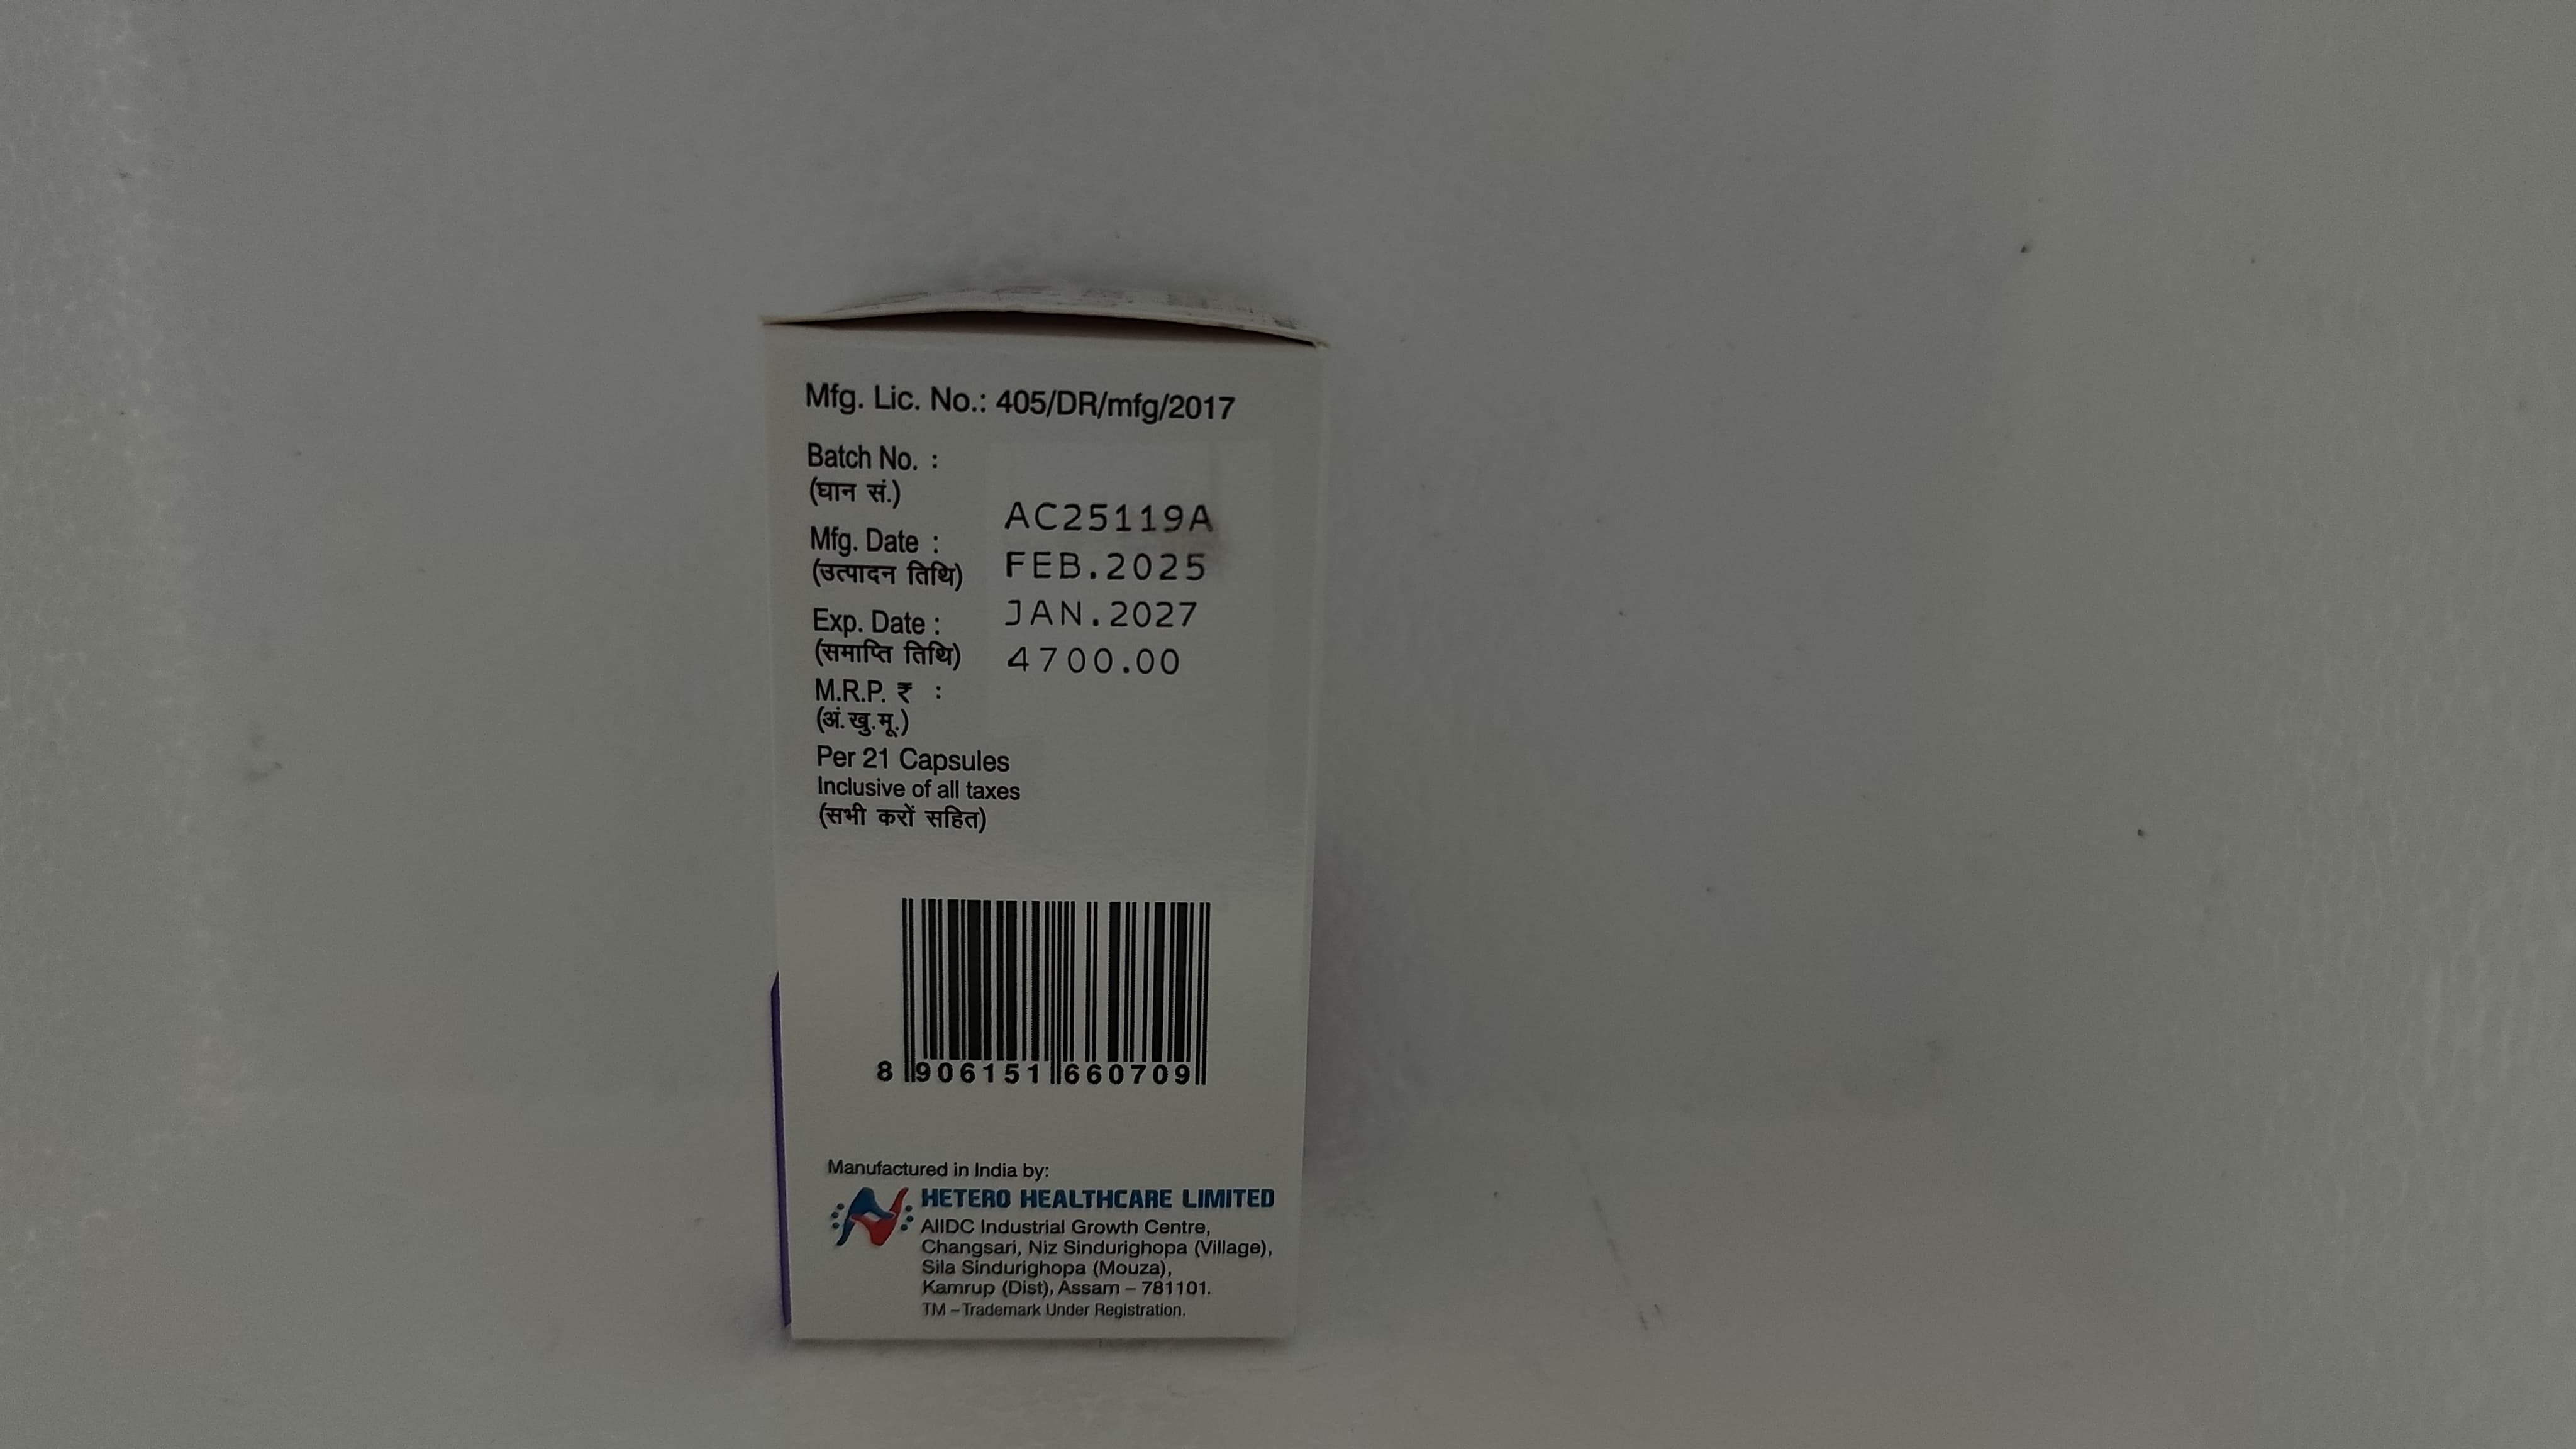 Mfg. Lic. No.: 405/DR/mfg/2017
Batch No. :
(घान सं.)
AC25119A
Mfg. Date :
(उत्पादन तिथि)
FEB.2025
Exp. Date :
(समाप्ति तिथि)
JAN.2027
4700.00
M.R.P. ₹ :
(अं.खु.मू.)
Per 21 Capsules
Inclusive of all taxes
(सभी करों सहित)
8 906151 660709
Manufactured in India by:
HETERO HEALTHCARE LIMITED
AIIDC Industrial Growth Centre,
Changsari, Niz Sindurighopa (Village),
Sila Sindurighopa (Mouza),
Kamrup (Dist), Assam – 781101.
TM – Trademark Under Registration.